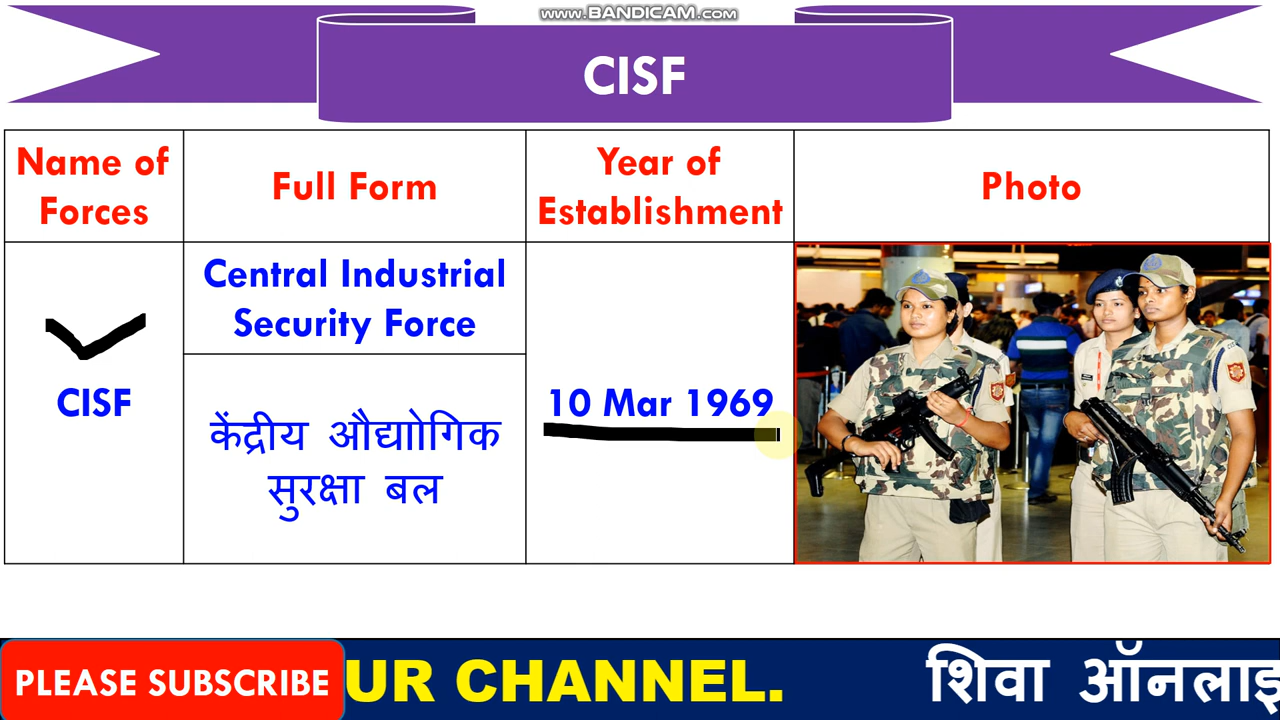 www.BANDICAM.com
CISF
Name of
Forces
Full Form
Year of
Establishment
Photo
Central Industrial
Security Force
CISF
केंद्रीय औद्याोगिक
सुरक्षा बल
10 Mar 1969
PLEASE SUBSCRIBE
UR CHANNEL.
शिवा ऑनलाइ